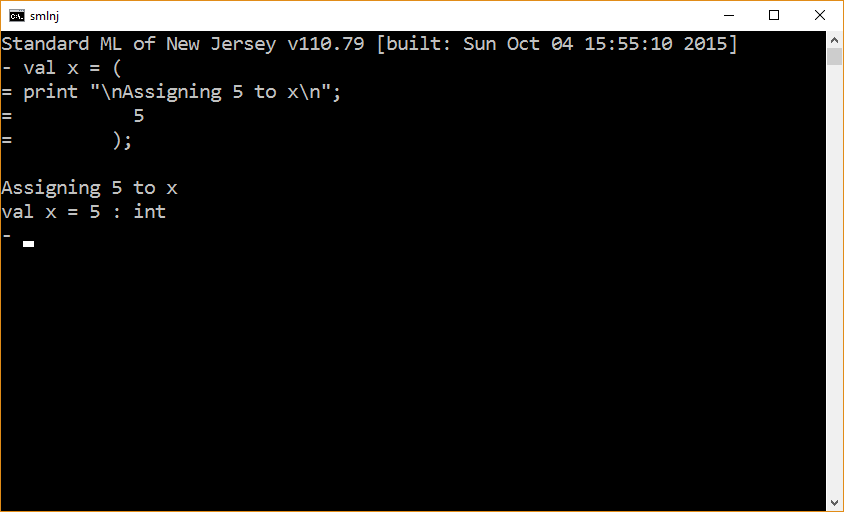 C:\.
smlnj
Standard ML of New Jersey v110.79 [built: Sun Oct 04 15:55:10 2015]
- val x = (
= print "\nAssigning 5 to x\n";
=           5
=         );
Assigning 5 to x
val x = 5 : int
-